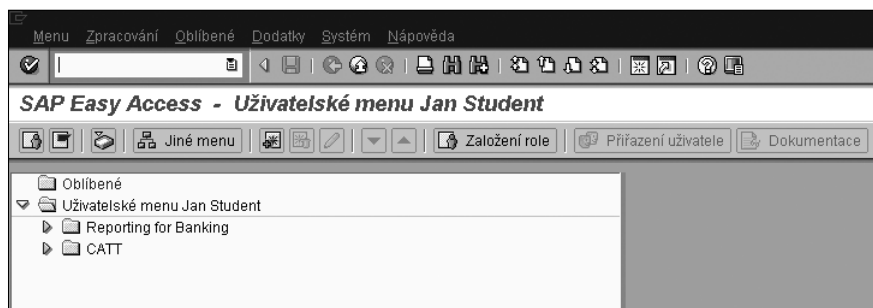 Menu Zpracování Oblíbené Dodatky Systém Nápověda
SAP Easy Access - Uživatelské menu Jan Student
Jiné menu Založení role Přiřazení uživatele Dokumentace
Oblíbené
Uživatelské menu Jan Student
Reporting for Banking
CATT